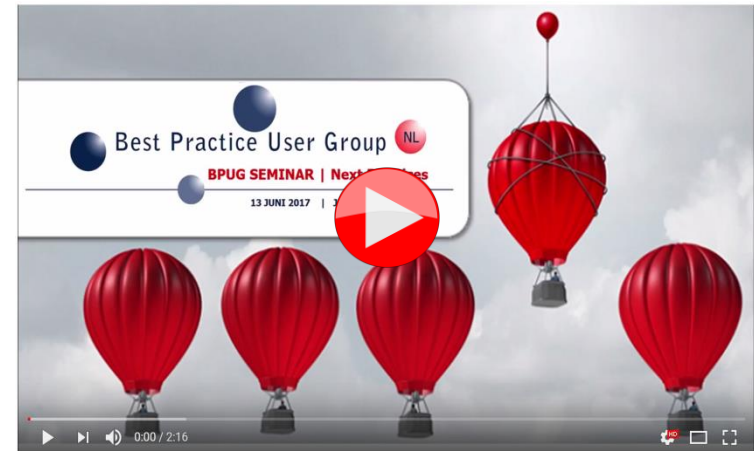 Best Practice User Group NL
BPUG SEMINAR | Next
13 JUNI 2017 |
0:00 / 2:16
HD